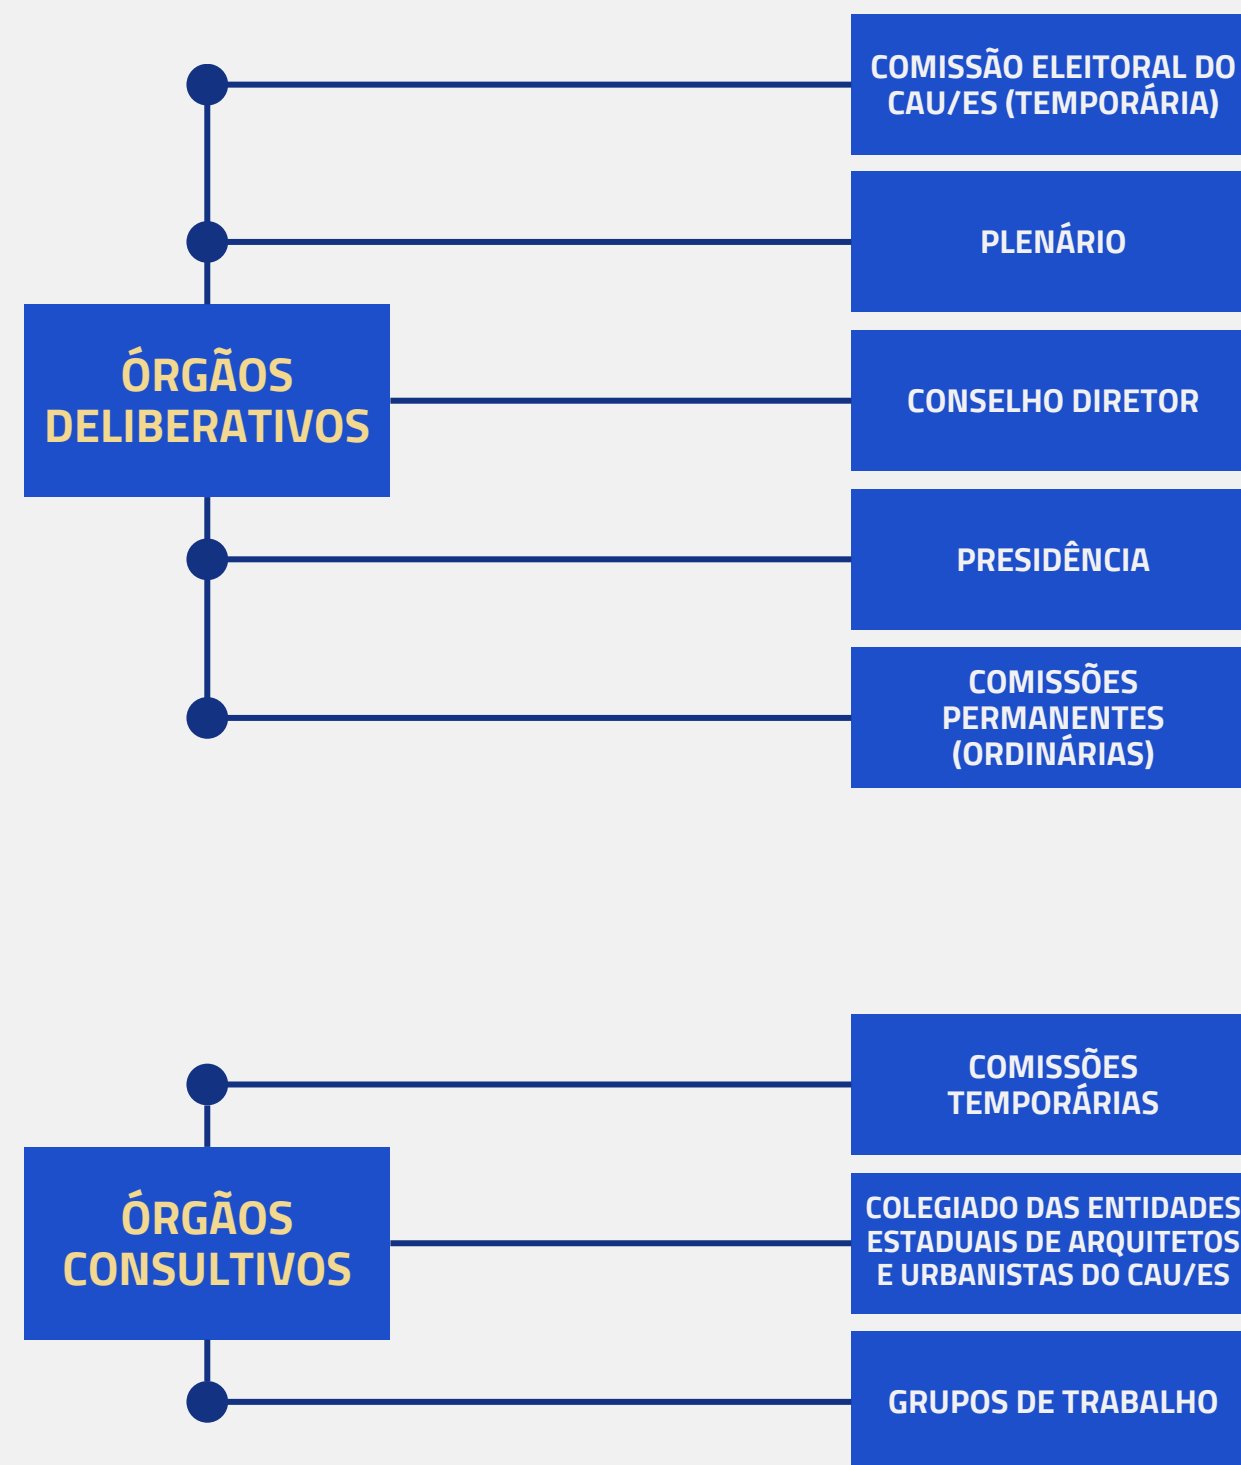 COMISSÃO ELEITORAL DO
CAU/ES (TEMPORÁRIA)
PLENÁRIO
ÓRGÃOS
DELIBERATIVOS
CONSELHO DIRETOR
PRESIDÊNCIA
COMISSÕES
PERMANENTES
(ORDINÁRIAS)
COMISSÕES
TEMPORÁRIAS
ÓRGÃOS
CONSULTIVOS
COLEGIADO DAS ENTIDADES
ESTADUAIS DE ARQUITETOS
E URBANISTAS DO CAU/ES
GRUPOS DE TRABALHO